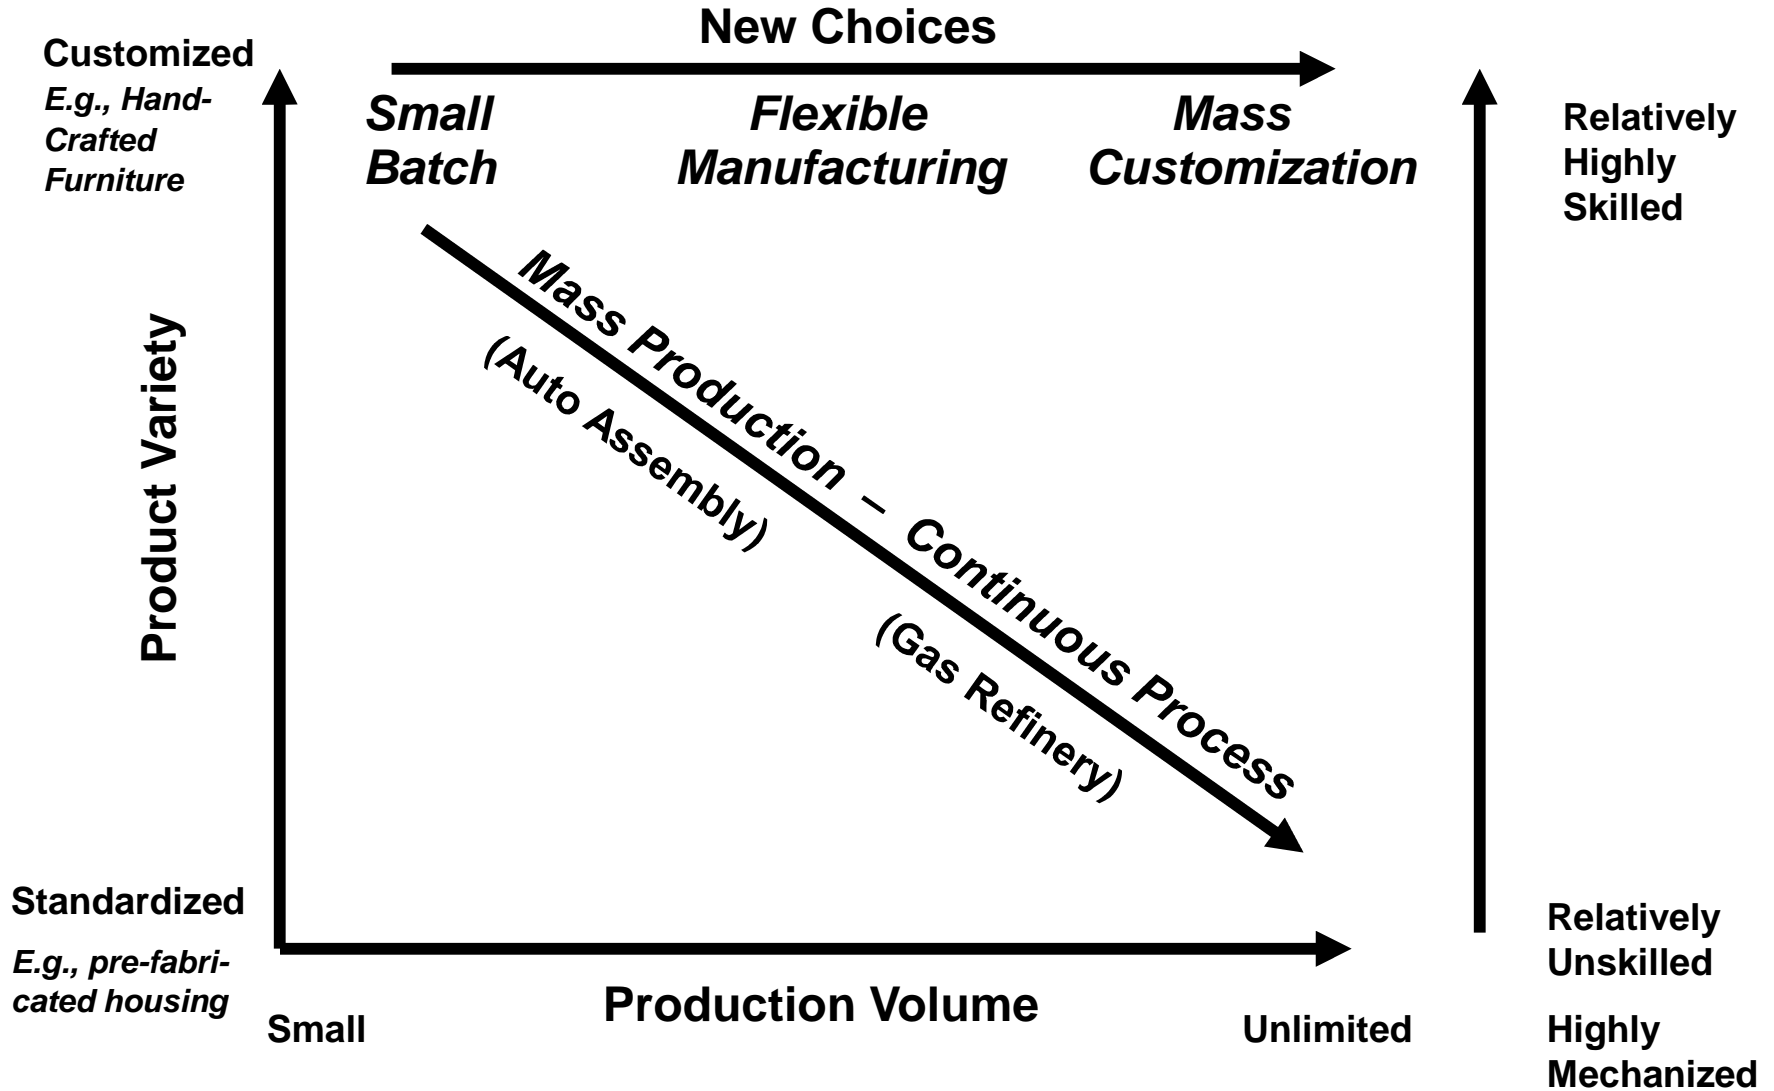 New Choices
Customized
E.g., Hand-
Crafted
Furniture
Small
Batch
Flexible
Manufacturing
Mass
Customization
Relatively
Highly
Skilled
Product Variety
Mass Production – Continuous Process
(Auto Assembly)
(Gas Refinery)
Standardized
E.g., pre-fabri-
cated housing
Small
Production Volume
Unlimited
Relatively
Unskilled
Highly
Mechanized